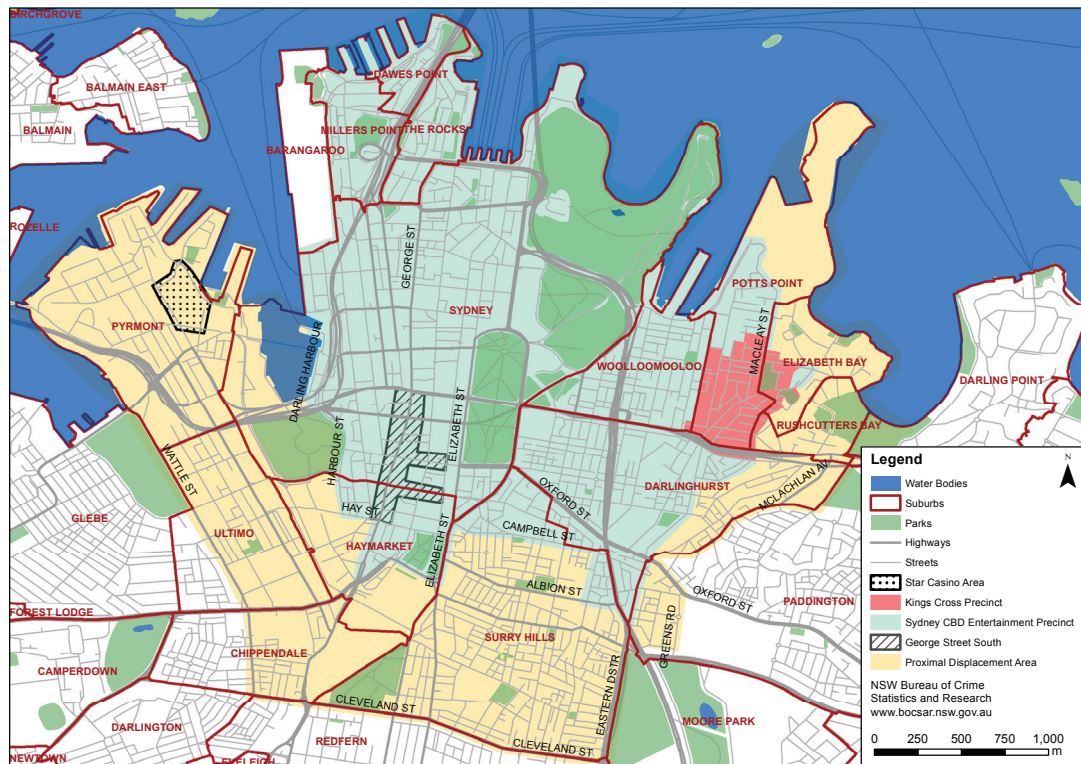 BIRCHGROVE
BALMAIN EAST
BALMAIN
DAWES POINT
MILLERS POINT
THE ROCKS
BARANGAROO
ROZELLE
GEORGE ST
SYDNEY
POTTS POINT
PYRMONT
DARLING HARBOUR
MACLEAY ST
WOOLLOOMOOLOO
ELIZABETH BAY
DARLING POINT
ELIZABETH ST
RUSHCUTTERS BAY
HARBOUR ST
WATTLE ST
MCLACHLAN AV
DARLINGHURST
OXFORD ST
GLEBE
HAY ST
ULTIMO
CAMPBELL ST
HAYMARKET
ELIZABETH ST
ALBION ST
OXFORD ST
PADDINGTON
FOREST LODGE
SURRY HILLS
GREENS RD
CHIPPENDALE
CAMPERDOWN
CLEVELAND ST
EASTERN DSTR
MOORE PARK
DARLINGTON
REDFERN
CLEVELAND ST
NEWTOWN
EVELEIGH
Legend
N
Water Bodies
Suburbs
Parks
Highways
Streets
Star Casino Area
Kings Cross Precinct
Sydney CBD Entertainment Precinct
George Street South
Proximal Displacement Area
NSW Bureau of Crime
Statistics and Research
www.bocsar.nsw.gov.au
0 250 500 750 1,000
m